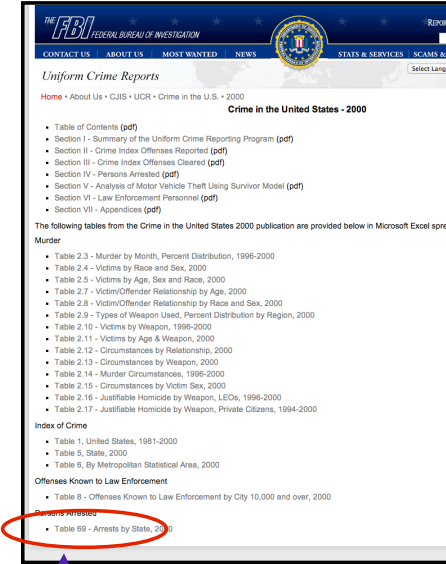 THE FBI FEDERAL BUREAU OF INVESTIGATION
REPOR
CONTACT US ABOUT US MOST WANTED NEWS STATS & SERVICES SCAMS &
Uniform Crime Reports
Select Lang
Home • About Us • CJIS • UCR • Crime in the U.S. • 2000
Crime in the United States - 2000
Table of Contents (pdf)
Section I - Summary of the Uniform Crime Reporting Program (pdf)
Section II - Crime Index Offenses Reported (pdf)
Section III - Crime Index Offenses Cleared (pdf)
Section IV - Persons Arrested (pdf)
Section V - Analysis of Motor Vehicle Theft Using Survivor Model (pdf)
Section VI - Law Enforcement Personnel (pdf)
Section VII - Appendices (pdf)
The following tables from the Crime in the United States 2000 publication are provided below in Microsoft Excel spre
Murder
Table 2.3 - Murder by Month, Percent Distribution, 1996-2000
Table 2.4 - Victims by Race and Sex, 2000
Table 2.5 - Victims by Age, Sex and Race, 2000
Table 2.7 - Victim/Offender Relationship by Age, 2000
Table 2.8 - Victim/Offender Relationship by Race and Sex, 2000
Table 2.9 - Types of Weapon Used, Percent Distribution by Region, 2000
Table 2.10 - Victims by Weapon, 1996-2000
Table 2.11 - Victims by Age & Weapon, 2000
Table 2.12 - Circumstances by Relationship, 2000
Table 2.13 - Circumstances by Weapon, 2000
Table 2.14 - Murder Circumstances, 1996-2000
Table 2.15 - Circumstances by Victim Sex, 2000
Table 2.16 - Justifiable Homicide by Weapon, LEOs, 1996-2000
Table 2.17 - Justifiable Homicide by Weapon, Private Citizens, 1994-2000
Index of Crime
Table 1, United States, 1981-2000
Table 5, State, 2000
Table 6, By Metropolitan Statistical Area, 2000
Offenses Known to Law Enforcement
Table 8 - Offenses Known to Law Enforcement by City 10,000 and over, 2000
Persons Arrested
Table 69 - Arrests by State, 2000